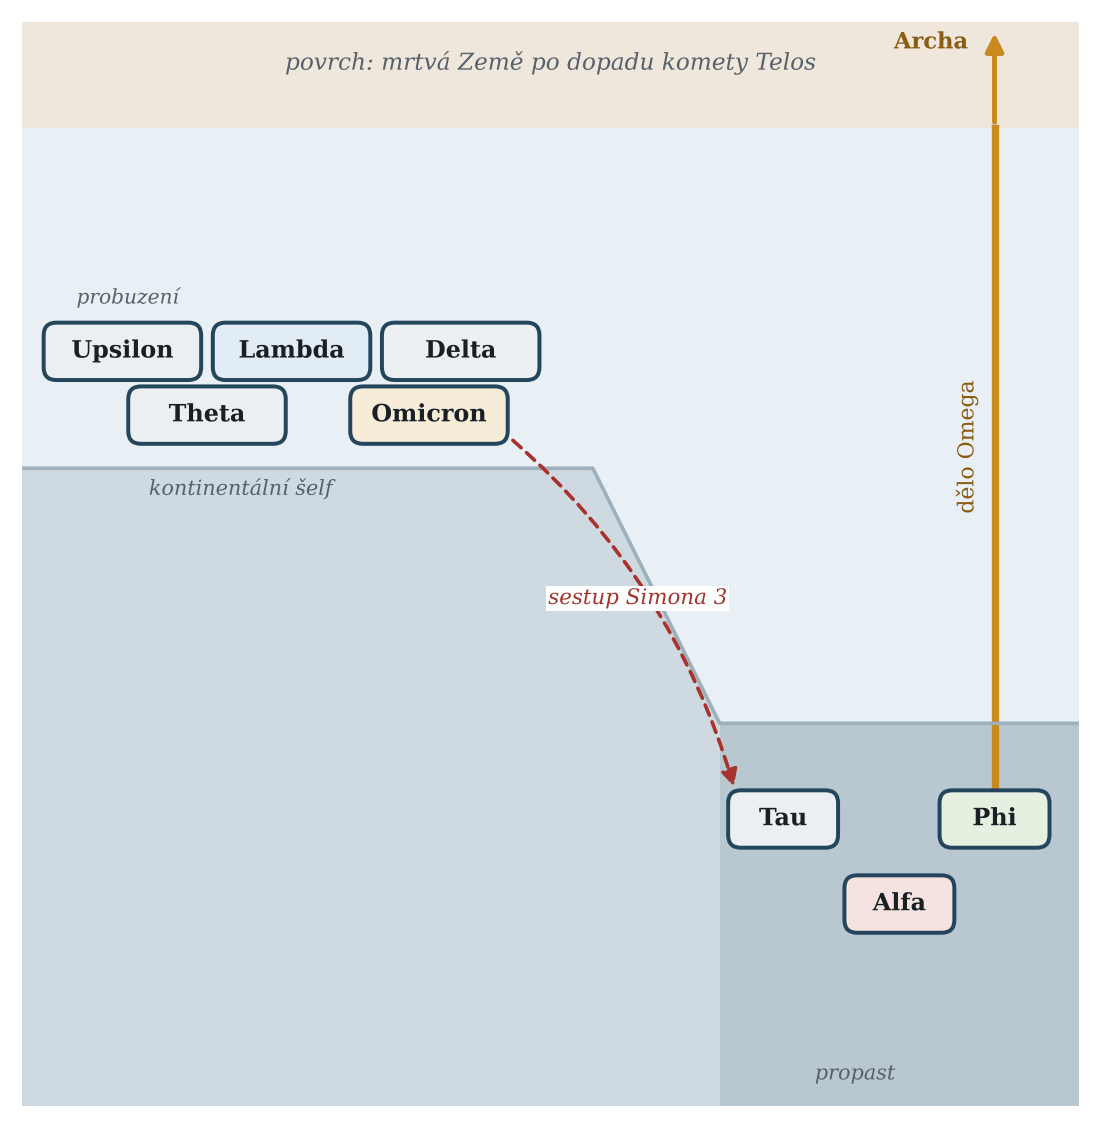 Archa
povrch: mrtvá Země po dopadu komety Telos
probuzení
Upsilon
Lambda
Delta
Theta
Omicron
dělo Omega
kontinentální šelf
sestup Simona 3
Tau
Phi
Alfa
propast